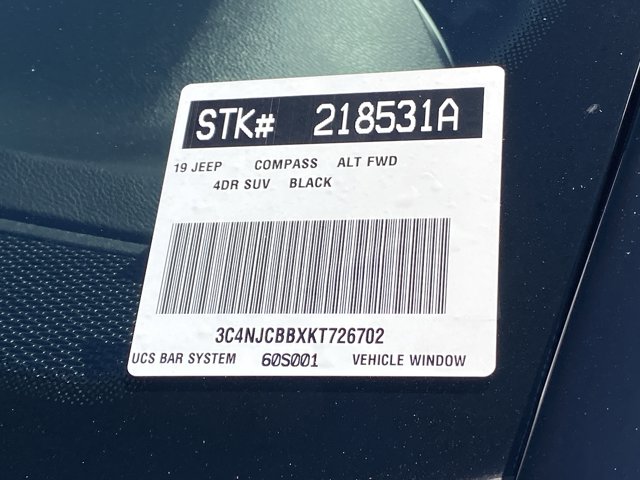 STK# 218531A
19 JEEP COMPASS ALT FWD
4DR SUV BLACK
3C4NJCBBXKT726702
UCS BAR SYSTEM 60S001 VEHICLE WINDOW